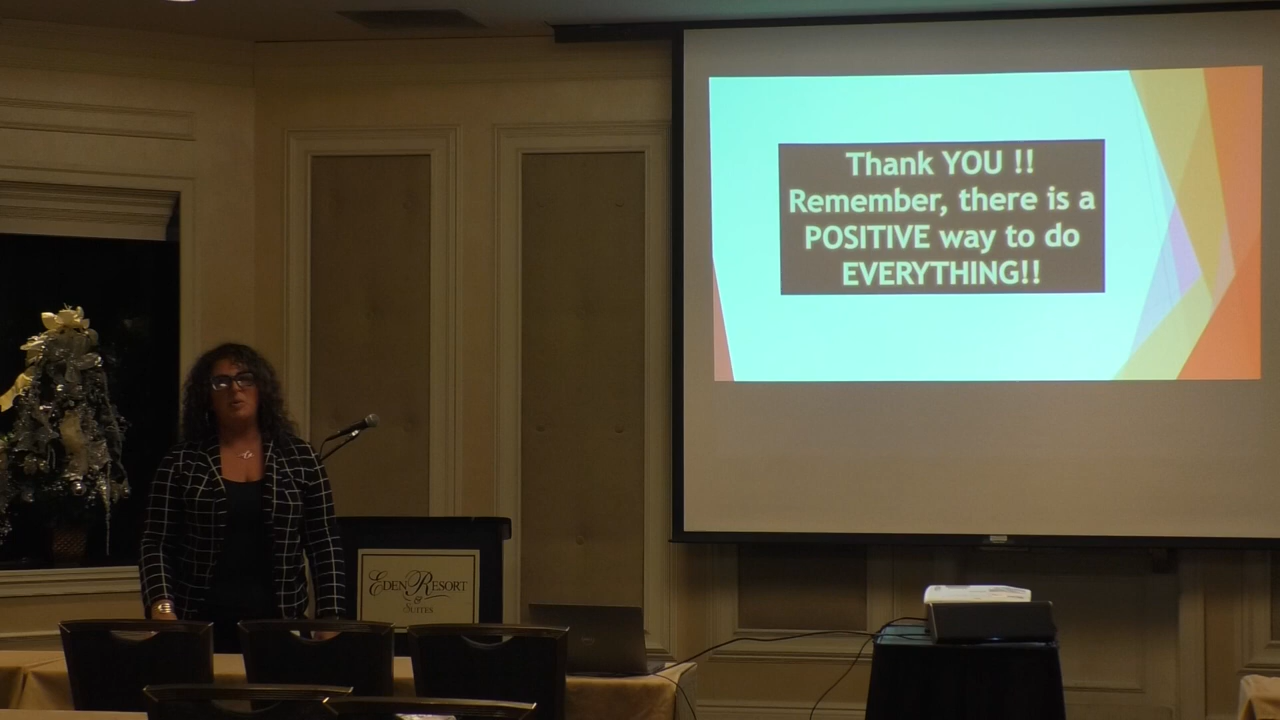 Thank YOU !!
Remember, there is a
POSITIVE way to do
EVERYTHING!!
EDEN RESORT
&
SUITES